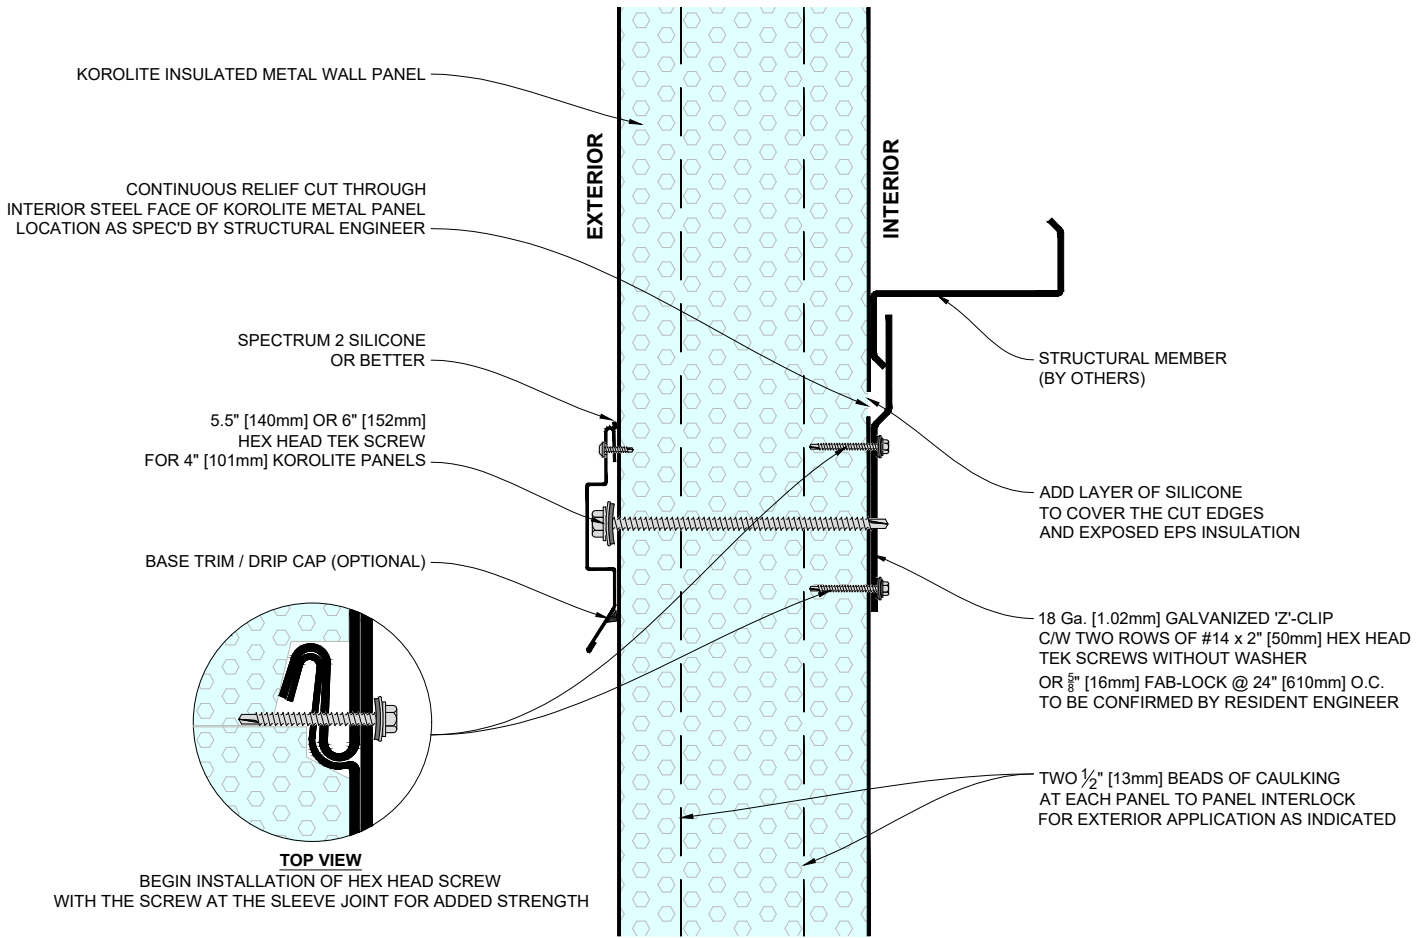 KOROLITE INSULATED METAL WALL PANEL
EXTERIOR
INTERIOR
CONTINUOUS RELIEF CUT THROUGH
INTERIOR STEEL FACE OF KOROLITE METAL PANEL
LOCATION AS SPEC'D BY STRUCTURAL ENGINEER
SPECTRUM 2 SILICONE
OR BETTER
5.5" [140mm] OR 6" [152mm]
HEX HEAD TEK SCREW
FOR 4" [101mm] KOROLITE PANELS
BASE TRIM / DRIP CAP (OPTIONAL)
TOP VIEW
BEGIN INSTALLATION OF HEX HEAD SCREW
WITH THE SCREW AT THE SLEEVE JOINT FOR ADDED STRENGTH
STRUCTURAL MEMBER
(BY OTHERS)
ADD LAYER OF SILICONE
TO COVER THE CUT EDGES
AND EXPOSED EPS INSULATION
18 Ga. [1.02mm] GALVANIZED 'Z'-CLIP
C/W TWO ROWS OF #14 x 2" [50mm] HEX HEAD
TEK SCREWS WITHOUT WASHER
OR 5/8" [16mm] FAB-LOCK @ 24" [610mm] O.C.
TO BE CONFIRMED BY RESIDENT ENGINEER
TWO 1/2" [13mm] BEADS OF CAULKING
AT EACH PANEL TO PANEL INTERLOCK
FOR EXTERIOR APPLICATION AS INDICATED